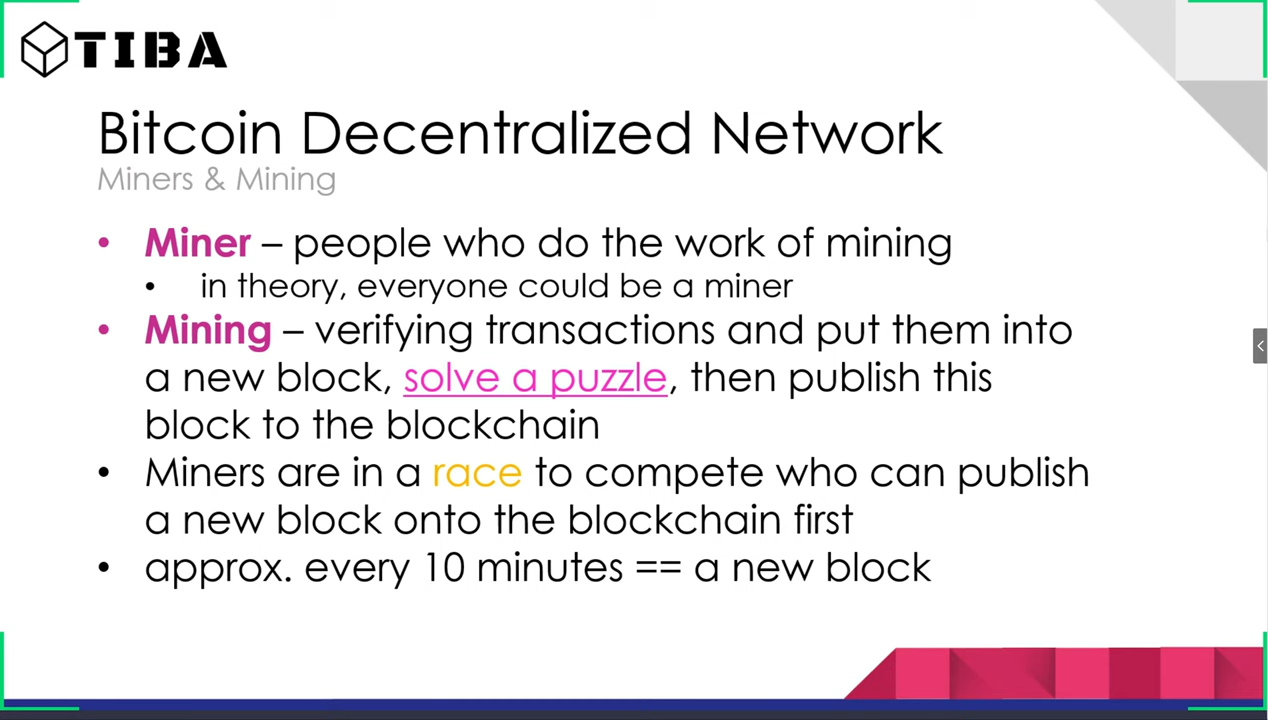 TIBA
Bitcoin Decentralized Network
Miners & Mining
• Miner – people who do the work of mining
• in theory, everyone could be a miner
• Mining – verifying transactions and put them into
a new block, solve a puzzle, then publish this
block to the blockchain
• Miners are in a race to compete who can publish
a new block onto the blockchain first
• approx. every 10 minutes == a new block